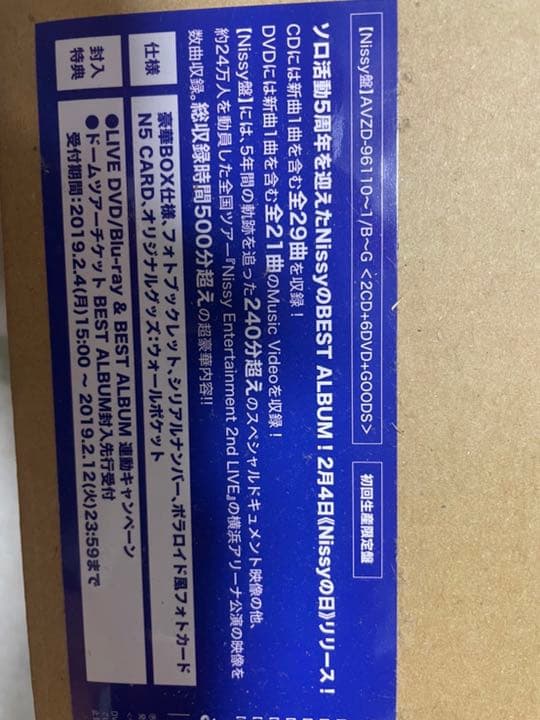 【Nissy盤】AVZD-96110～1/B～G <2CD+6DVD+GOODS>
初回生産限定盤
ソロ活動5周年を迎えたNissyのBEST ALBUM！2月4日《Nissyの日》リリース！
CDには新曲1曲を含む全29曲を収録！
DVDには新曲1曲を含む全21曲のMusic Videoを収録！
【Nissy盤】には、5年間の軌跡を追った240分超えのスペシャルドキュメント映像の他、
約24万人を動員した全国ツアー『Nissy Entertainment 2nd LIVE』の横浜アリーナ公演の映像を
数曲収録。総収録時間500分超えの超豪華内容!!
仕様
豪華BOX仕様、フォトブックレット、シリアルナンバー、ポラロイド風フォトカード
N5 CARD、オリジナルグッズ：ウォールポケット
封入
特典
●LIVE DVD/Blu-ray & BEST ALBUM 連動キャンペーン
●ドームツアーチケット BEST ALBUM封入先行受付
受付期間：2019.2.4(月)15:00 ～ 2019.2.12(火)23:59まで